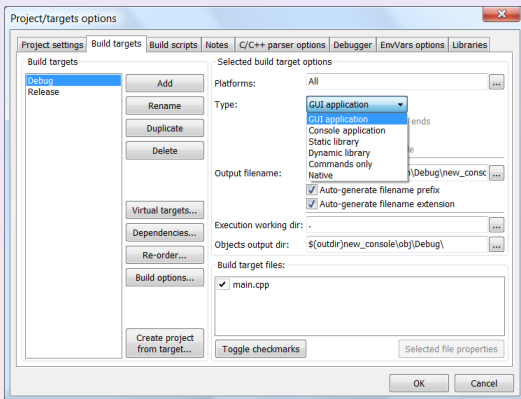 Project/targets options
Project settings Build targets Build scripts Notes C/C++ parser options Debugger EnvVars options Libraries
Build targets
Debug
Release
Add
Rename
Duplicate
Delete
Virtual targets...
Dependencies...
Re-order...
Build options...
Create project
from target...
Selected build target options
Platforms: All ...
Type: GUI application
GUI application
Console application
Static library
Dynamic library
Commands only
Native
ends
Output filename: \Debug\new_consc ...
Auto-generate filename prefix
Auto-generate filename extension
Execution working dir: . ...
Objects output dir: $(outdir)new_console\obj\Debug\ ...
Build target files:
main.cpp
Toggle checkmarks Selected file properties
OK Cancel